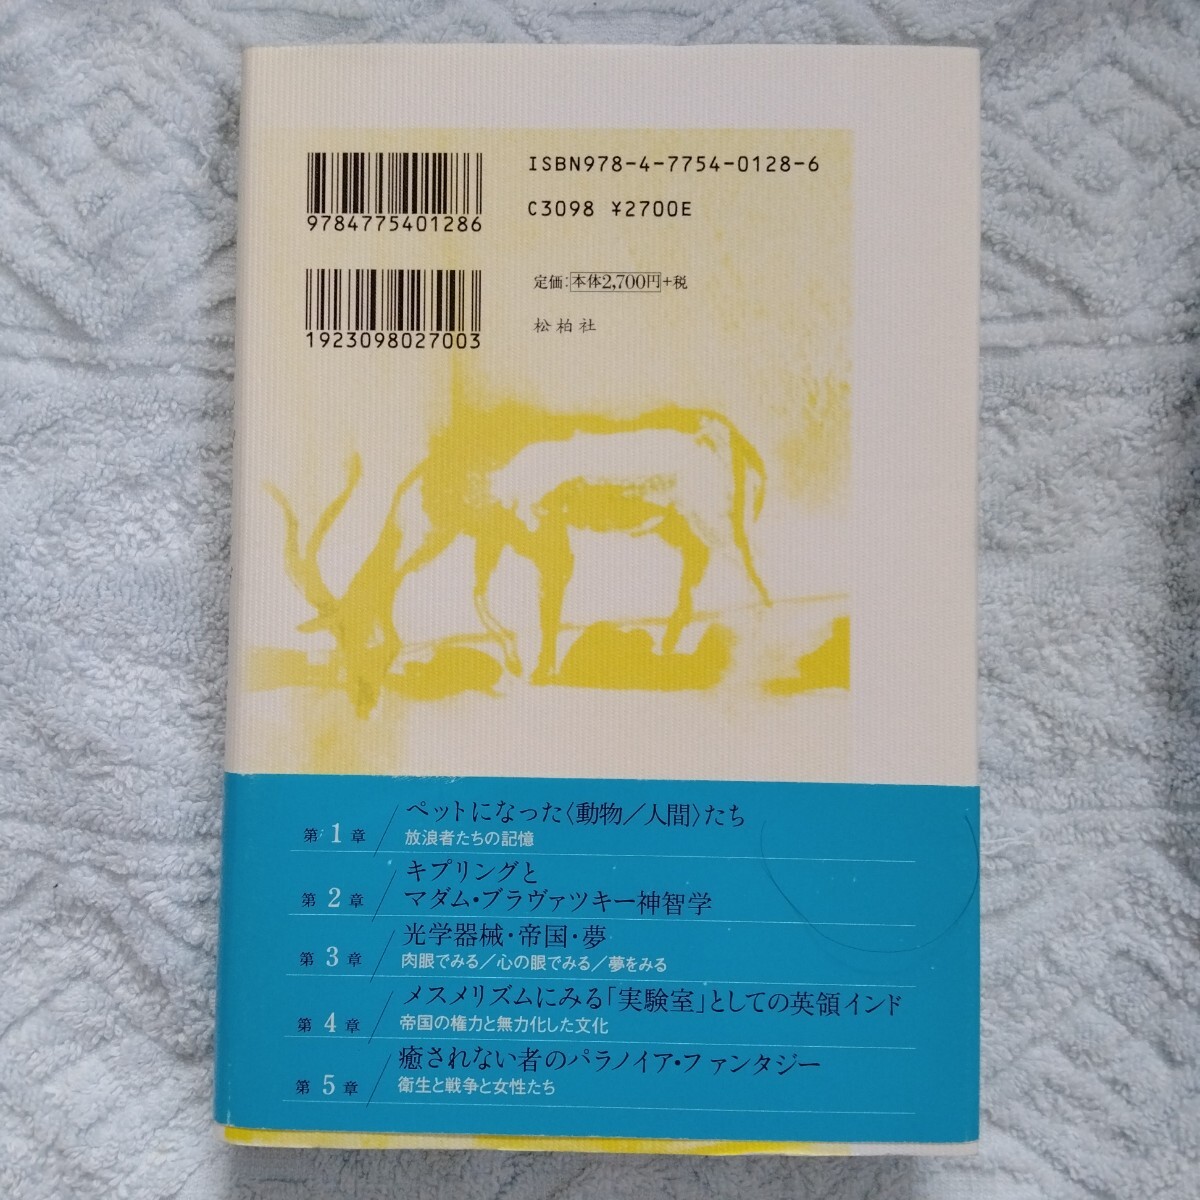 ISBN978-4-7754-0128-6
9784775401286
C3098 ¥2700E
定価:本体2,700円+税
1923098027003
松柏社
第1章 ペットになった〈動物/人間〉たち
放浪者たちの記憶
第2章 キプリングと
マダム・ブラヴァツキー神智学
第3章 光学器械・帝国・夢
肉眼でみる/心の眼でみる/夢をみる
第4章 メスメリズムにみる「実験室」としての英領インド
帝国の権力と無力化した文化
第5章 癒されない者のパラノイア・ファンタジー
衛生と戦争と女性たち